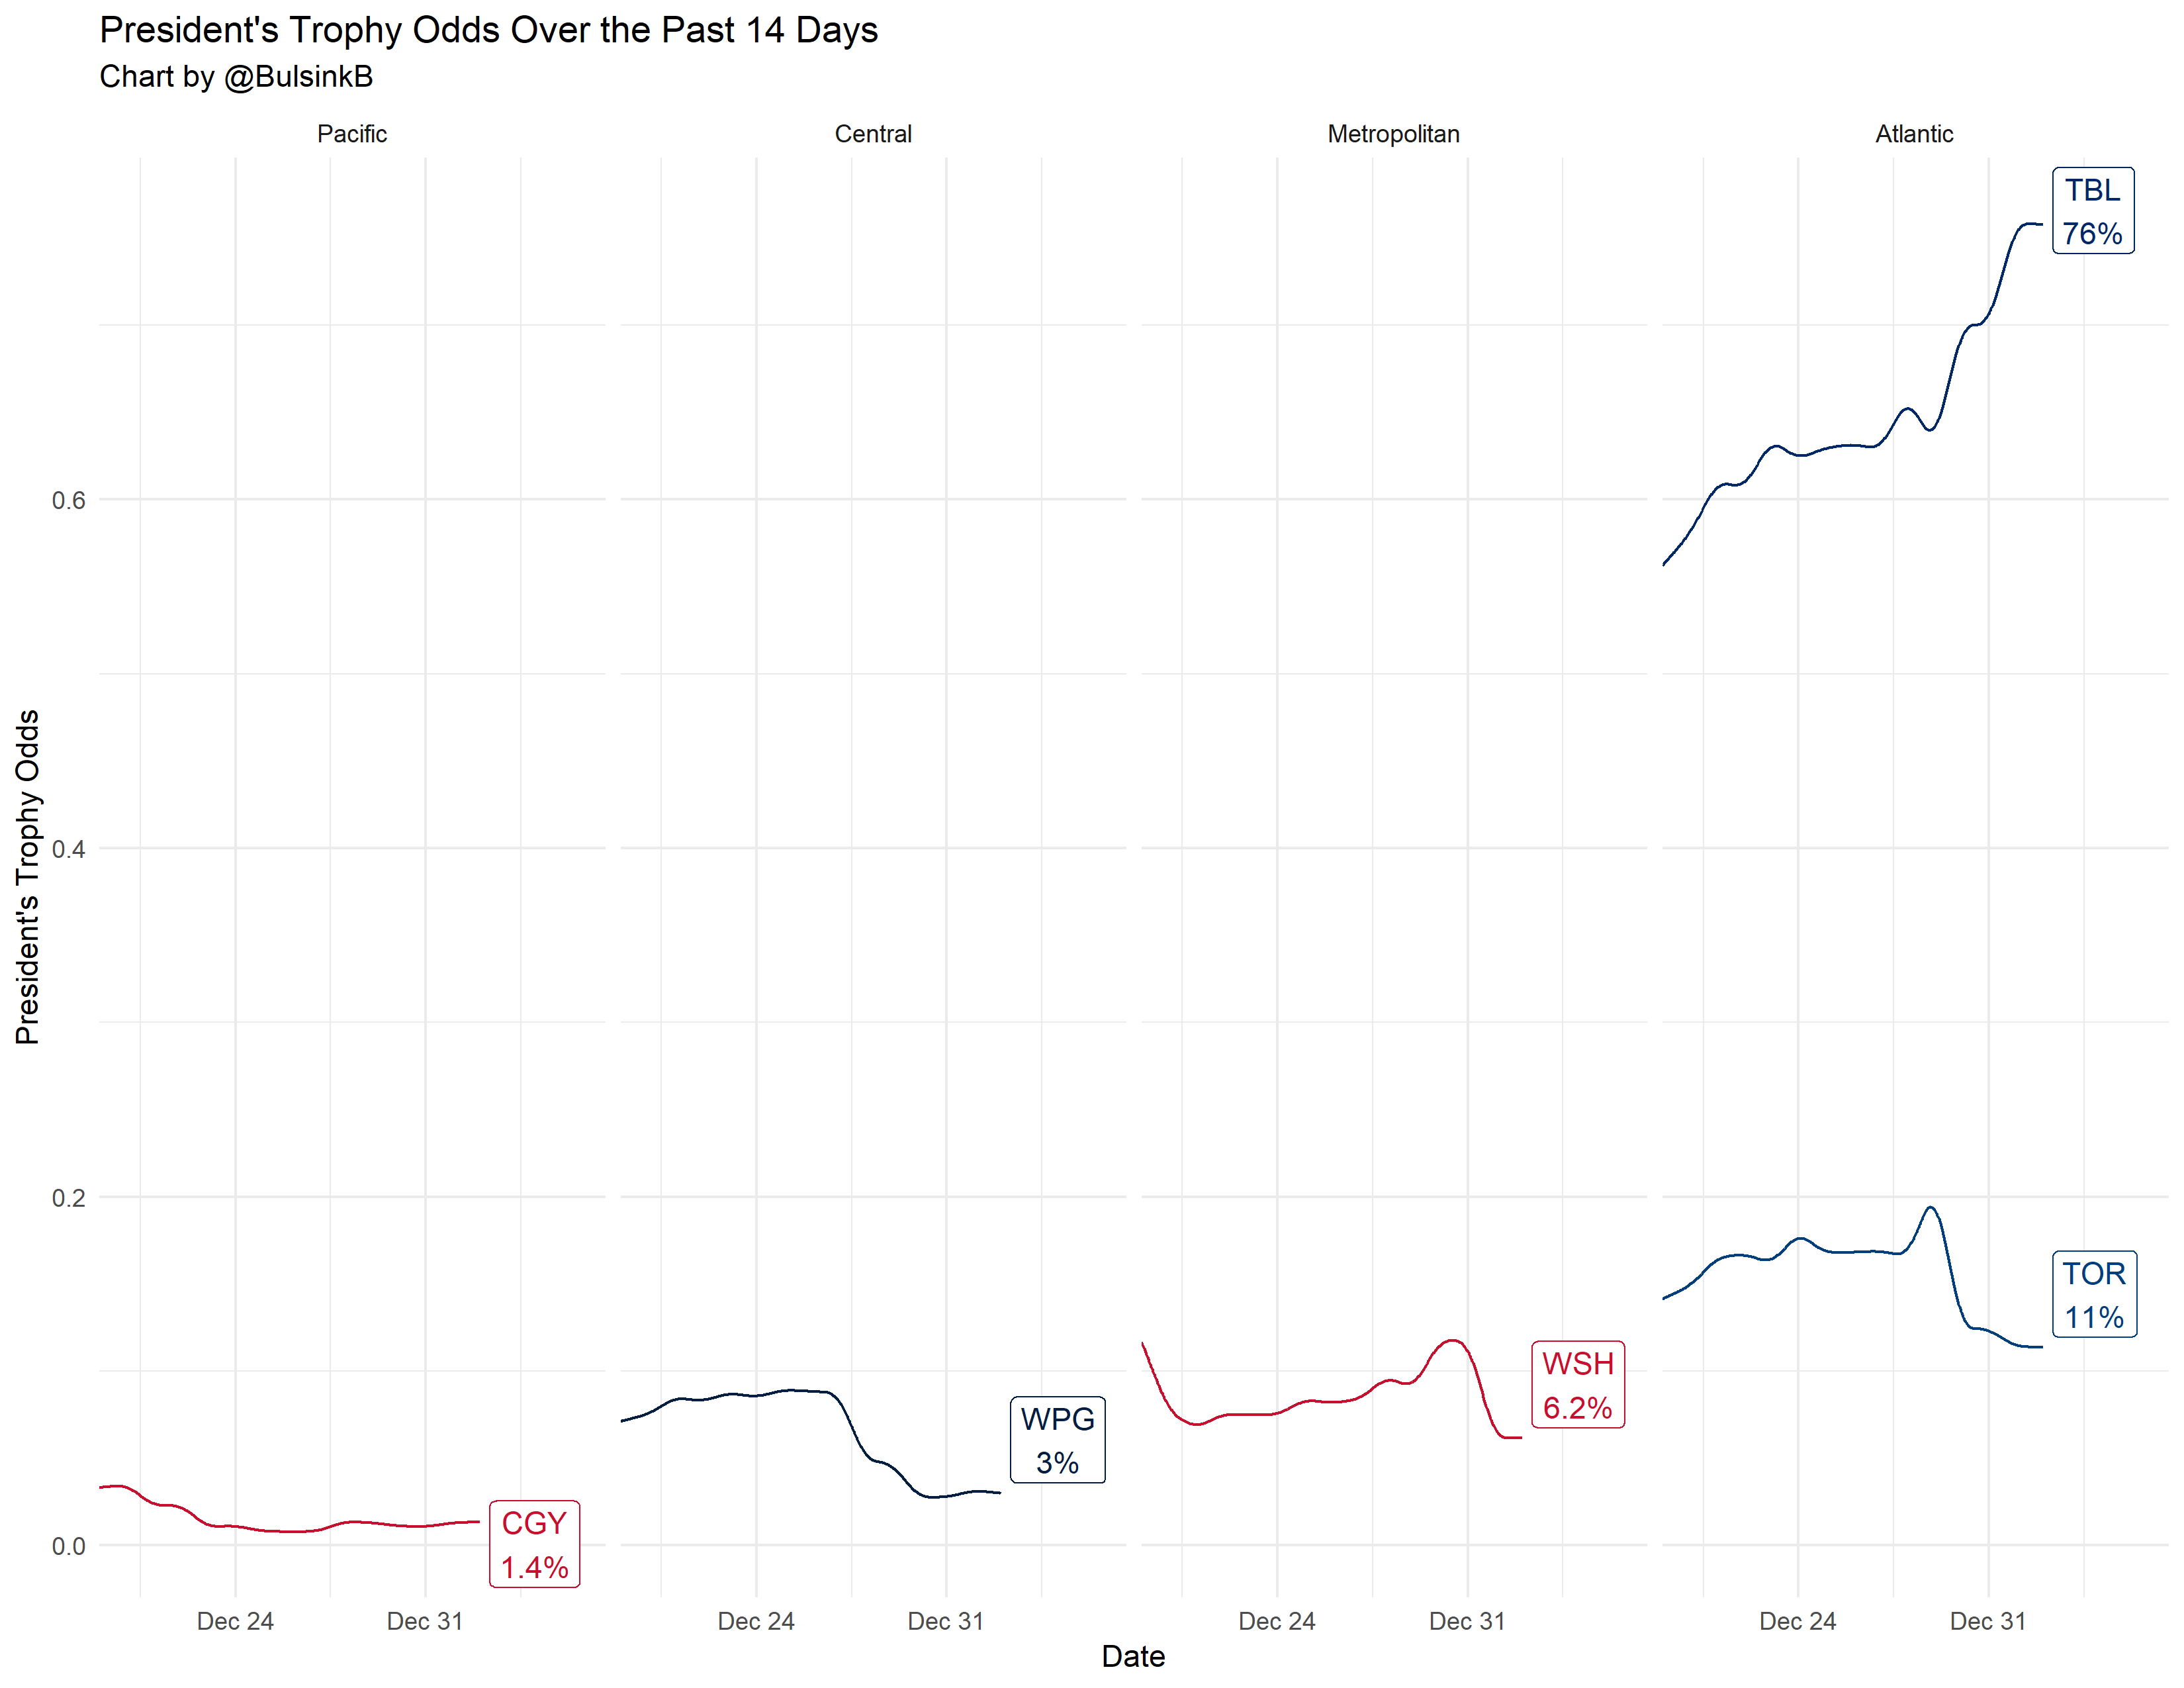 President's Trophy Odds Over the Past 14 Days
Chart by @BulsinkB
Pacific
Central
Metropolitan
Atlantic
President's Trophy Odds
0.6
0.4
0.2
0.0
TBL
76%
TOR
11%
WSH
6.2%
WPG
3%
CGY
1.4%
Dec 24
Dec 31
Dec 24
Dec 31
Dec 24
Dec 31
Dec 24
Dec 31
Date